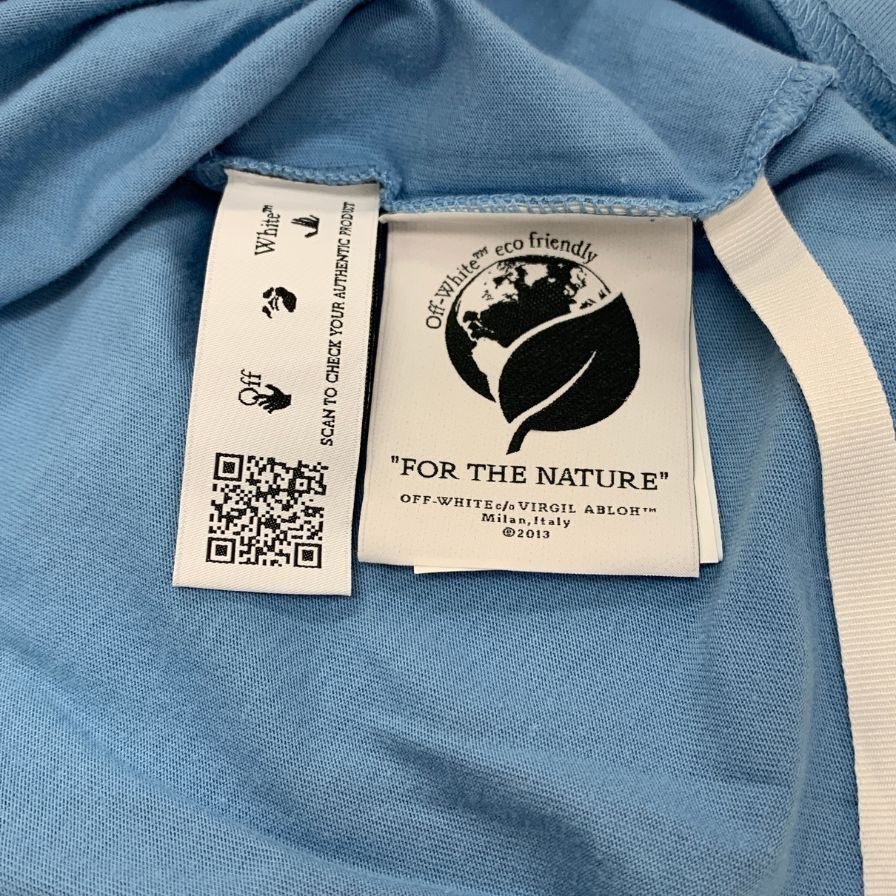 Off White™
SCAN TO CHECK YOUR AUTHENTIC PRODUCT
Off-White™ eco friendly
"FOR THE NATURE"
OFF-WHITE c/o VIRGIL ABLOH™
Milan, Italy
©2013